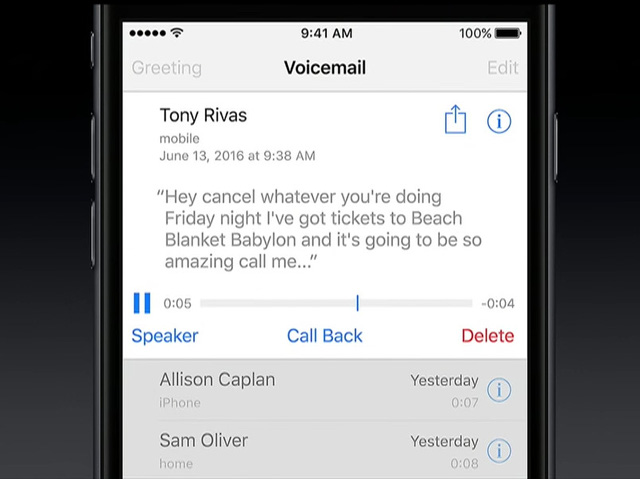 9:41 AM 100%
Greeting Voicemail Edit
Tony Rivas
mobile
June 13, 2016 at 9:38 AM
“Hey cancel whatever you're doing
Friday night I've got tickets to Beach
Blanket Babylon and it's going to be so
amazing call me...”
0:05 -0:04
Speaker Call Back Delete
Allison Caplan Yesterday
iPhone 0:07
Sam Oliver Yesterday
home 0:08